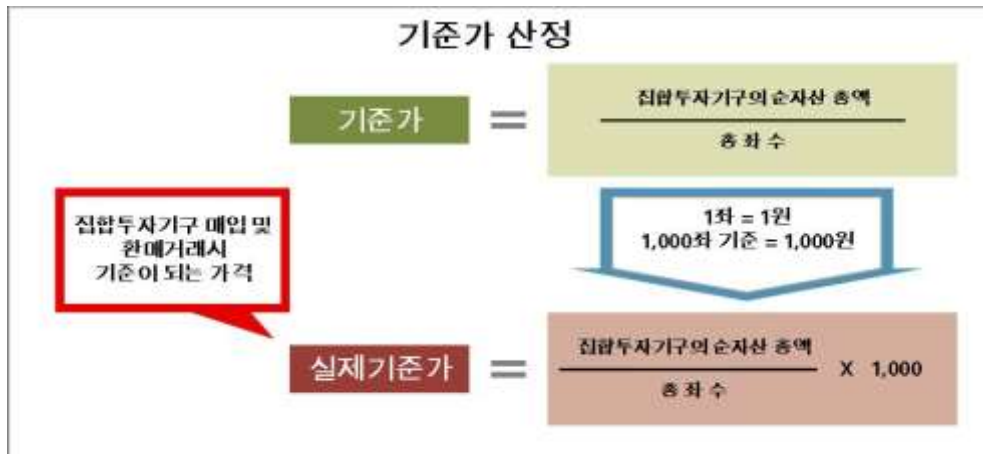 기준가 산정
기준가
=
집합투자기구의 순자산 총액
총 좌 수
집합투자기구 매입 및
환매거래시
기준이 되는 가격
1좌 = 1원
1,000좌 기준 = 1,000원
실제기준가
=
집합투자기구의 순자산 총액
총 좌 수
X 1,000